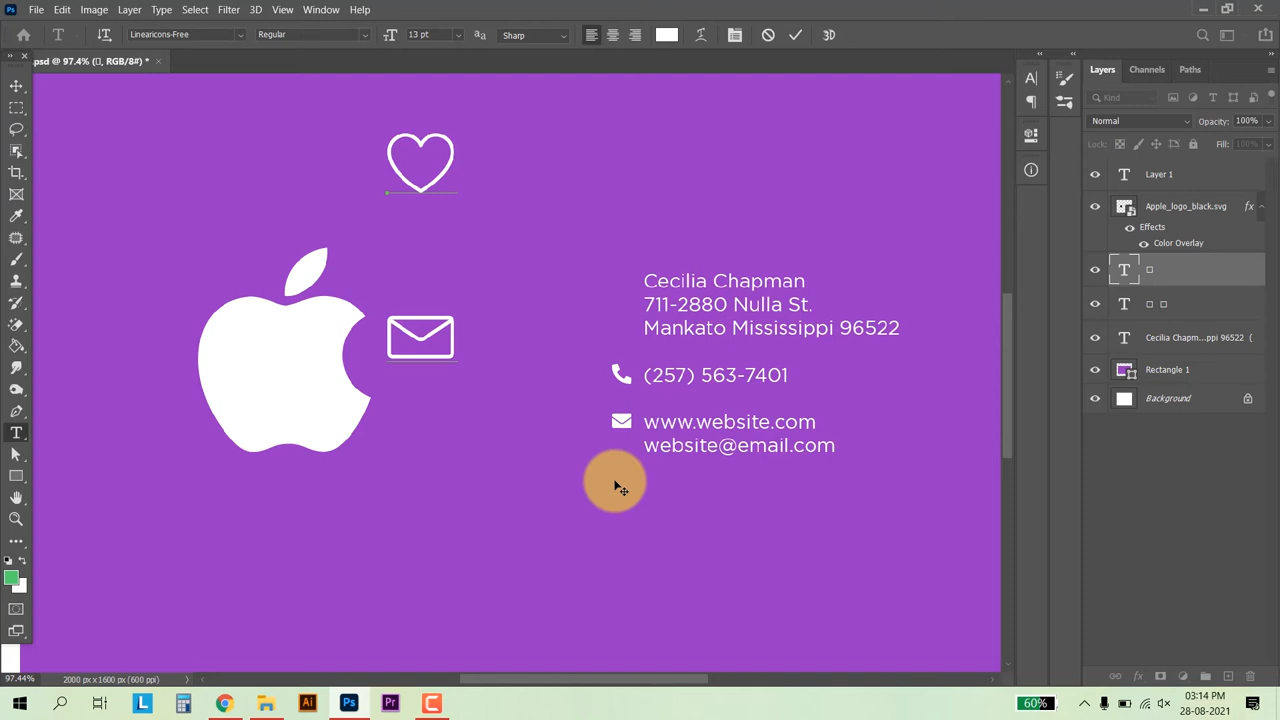 File Edit Image Layer Type Select Filter 3D View Window Help
Linearicons-Free Regular 13 pt Sharp 3D
.psd @ 97.4% (▯, RGB/8#) *
Layers Channels Paths
Kind
Normal Opacity: 100%
Lock: Fill: 100%
Layer 1
Apple_logo_black.svg fx
Effects
Color Overlay
Cecilia Chapm...ppi 96522 (
Rectangle 1
Background
Cecilia Chapman
711-2880 Nulla St.
Mankato Mississippi 96522
(257) 563-7401
www.website.com
website@email.com
97.44% 2000 px x 1600 px (600 ppi)
60%
03:14 PM
28-08-2021